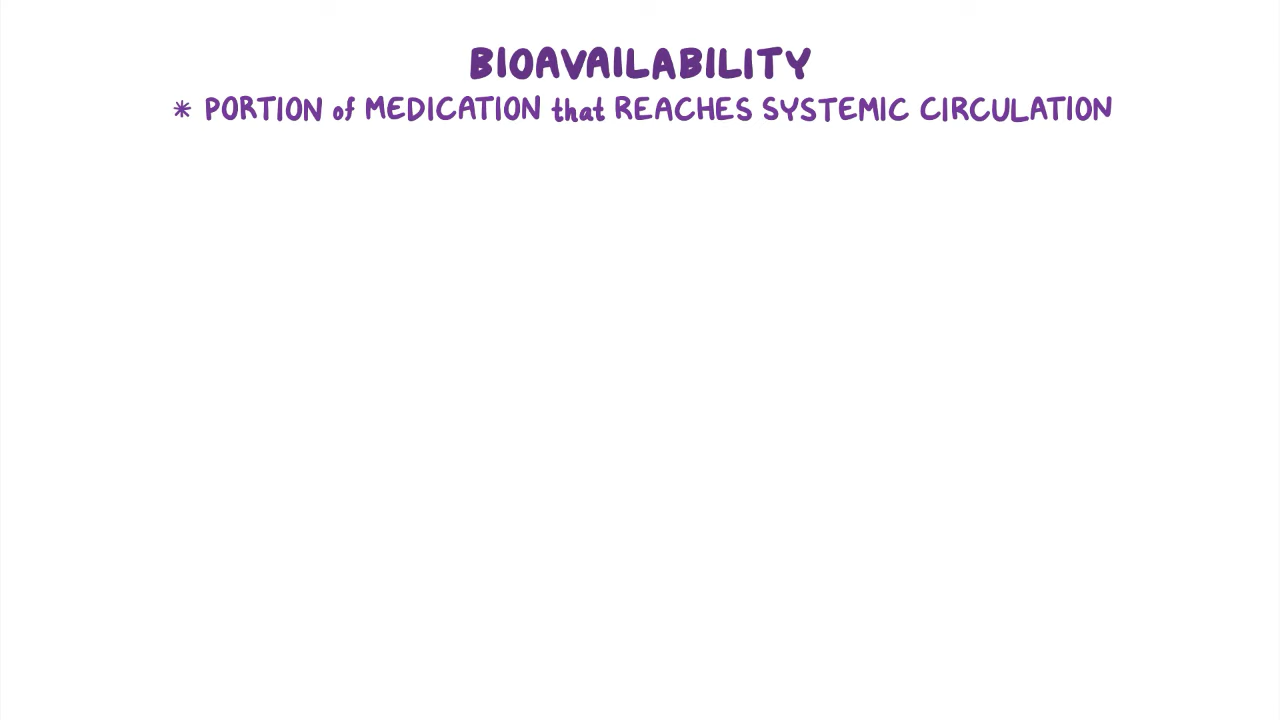 BIOAVAILABILITY
* PORTION of MEDICATION that REACHES SYSTEMIC CIRCULATION